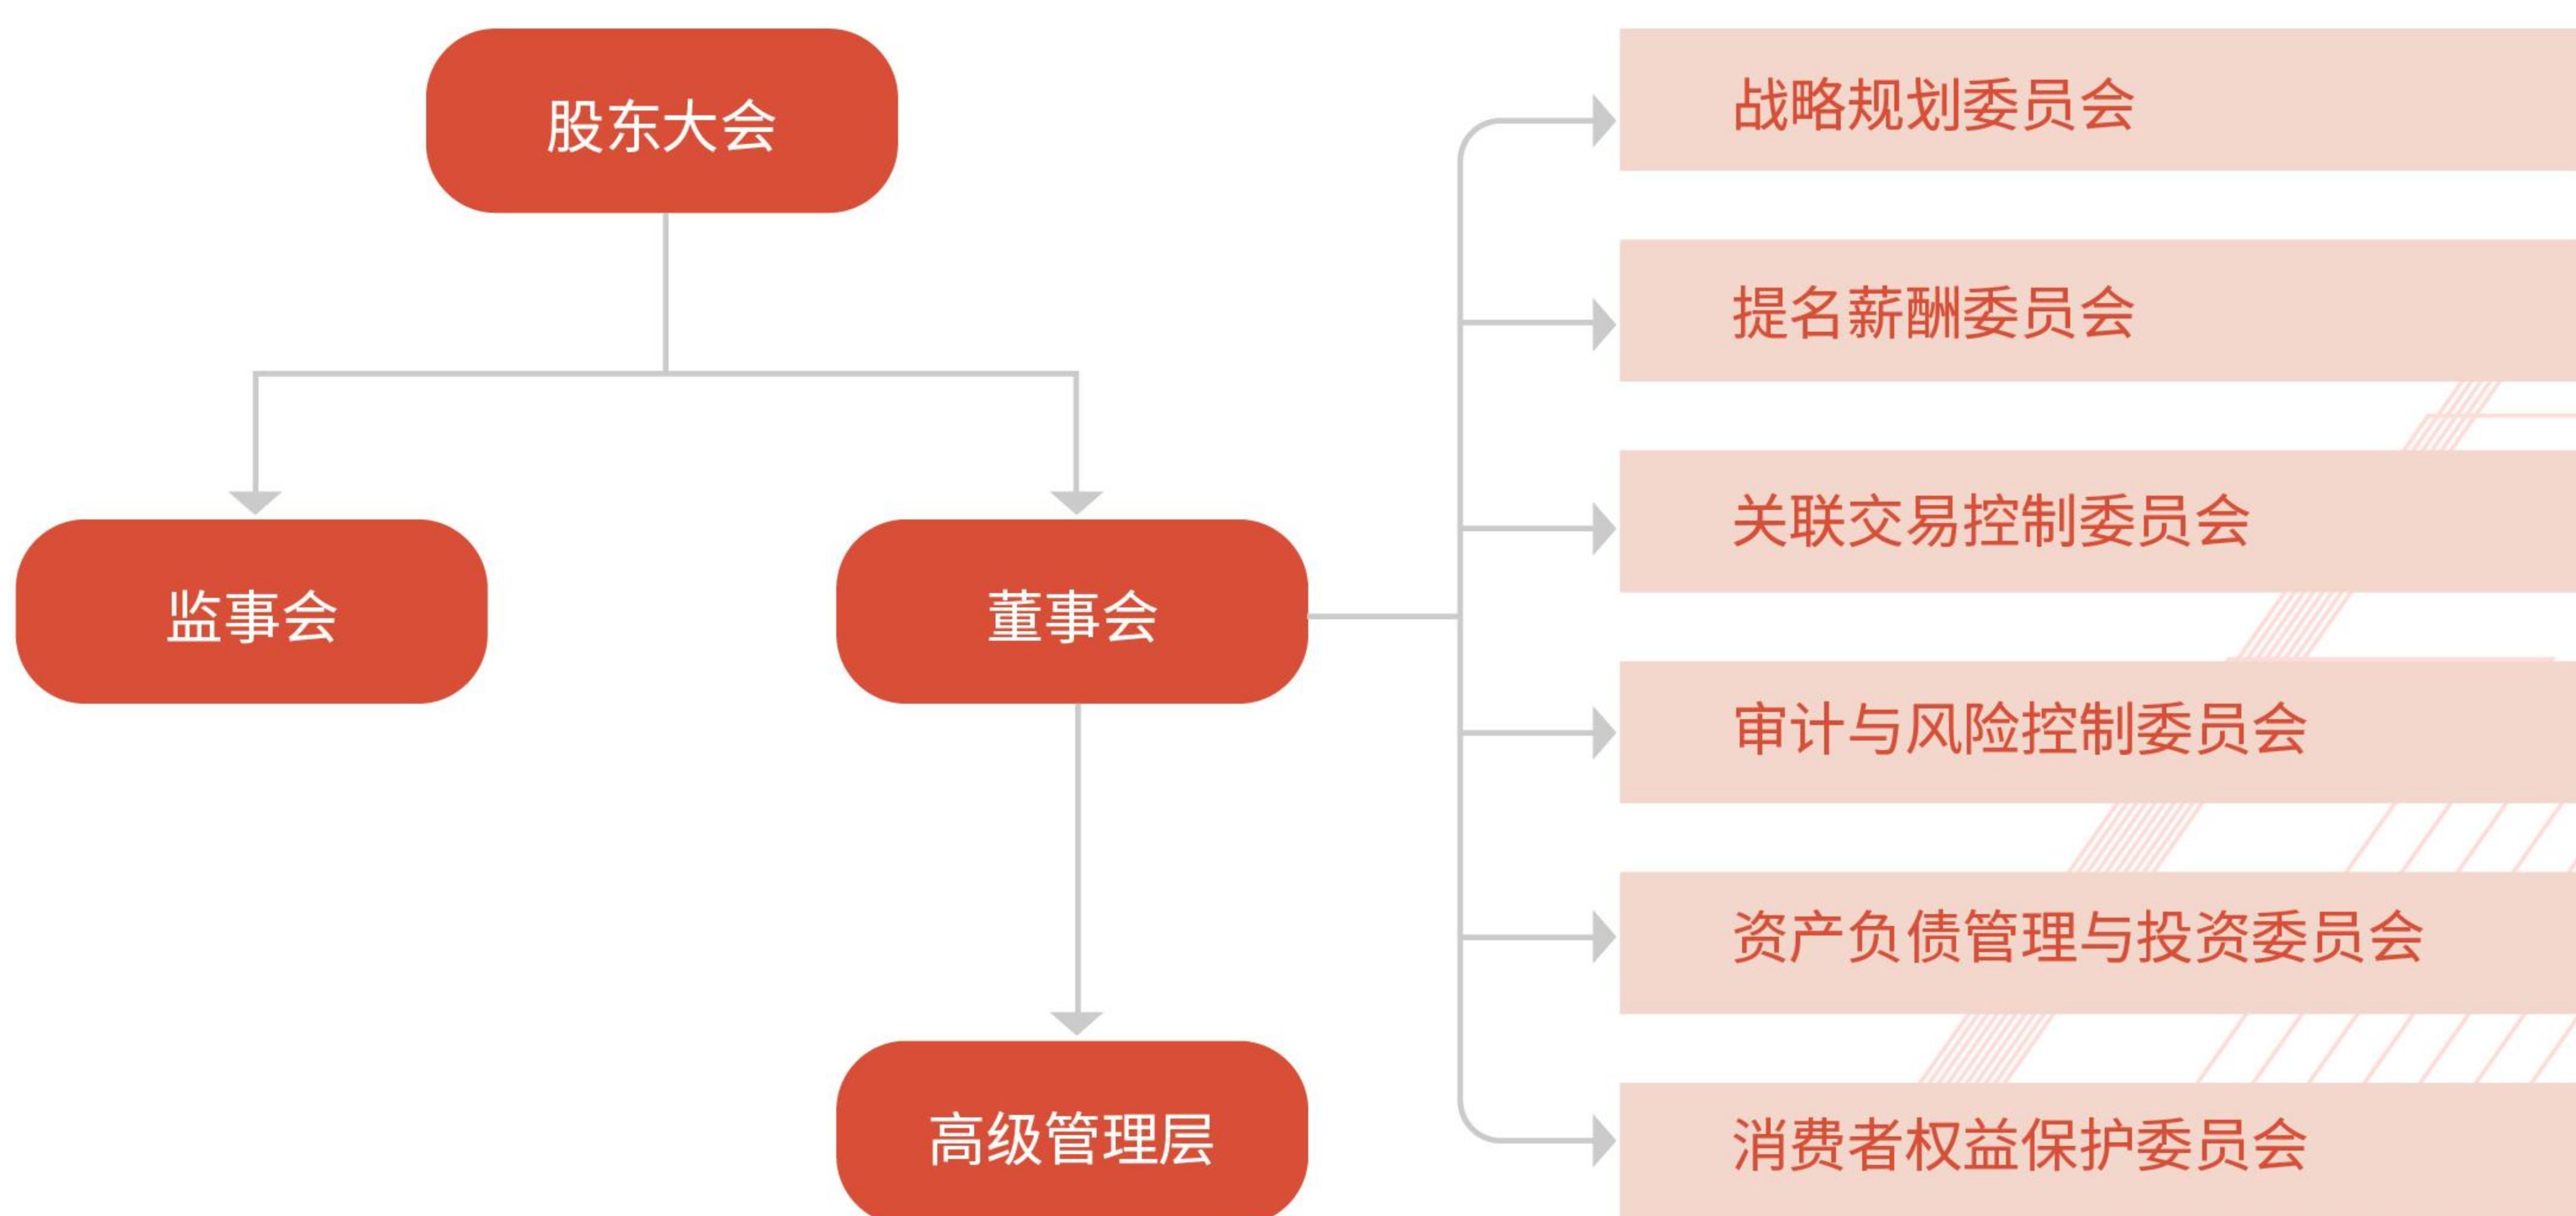 股东大会
监事会
董事会
高级管理层
战略规划委员会
提名薪酬委员会
关联交易控制委员会
审计与风险控制委员会
资产负债管理与投资委员会
消费者权益保护委员会